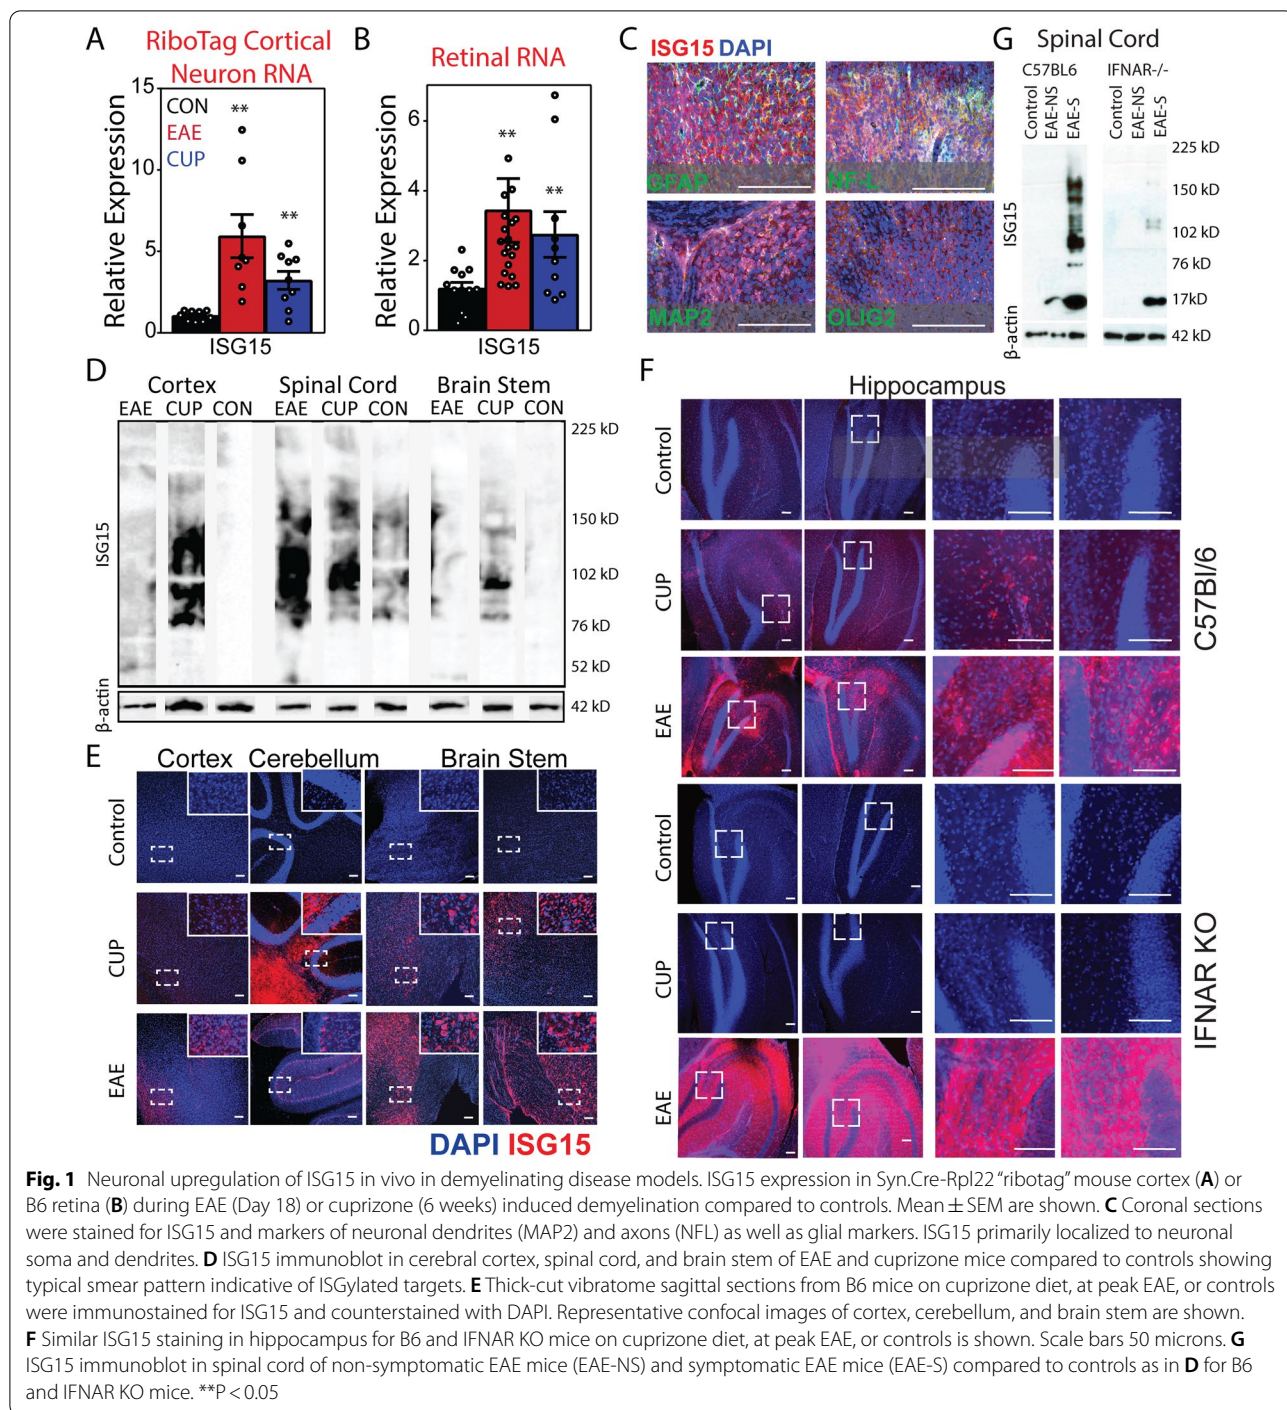 A
RiboTag Cortical
Neuron RNA
Relative Expression
15
10
5
0
CON
EAE
CUP
**
**
ISG15
B
Retinal RNA
Relative Expression
6
4
2
0
**
**
ISG15
C
ISG15 DAPI
GFAP
NF-L
MAP2
OLIG2
G
Spinal Cord
C57BL6
IFNAR-/-
Control
EAE-NS
EAE-S
Control
EAE-NS
EAE-S
ISG15
225 kD
150 kD
102 kD
76 kD
17kD
β-actin
42 kD
D
Cortex
Spinal Cord
Brain Stem
EAE CUP CON
EAE CUP CON
EAE CUP CON
ISG15
225 kD
150 kD
102 kD
76 kD
52 kD
β-actin
42 kD
E
Cortex
Cerebellum
Brain Stem
Control
CUP
EAE
DAPI ISG15
F
Hippocampus
Control
CUP
EAE
C57Bl/6
Control
CUP
EAE
IFNAR KO
Fig. 1 Neuronal upregulation of ISG15 in vivo in demyelinating disease models. ISG15 expression in Syn.Cre-Rpl22 “ribotag” mouse cortex (A) or
B6 retina (B) during EAE (Day 18) or cuprizone (6 weeks) induced demyelination compared to controls. Mean ± SEM are shown. C Coronal sections
were stained for ISG15 and markers of neuronal dendrites (MAP2) and axons (NFL) as well as glial markers. ISG15 primarily localized to neuronal
soma and dendrites. D ISG15 immunoblot in cerebral cortex, spinal cord, and brain stem of EAE and cuprizone mice compared to controls showing
typical smear pattern indicative of ISGylated targets. E Thick-cut vibratome sagittal sections from B6 mice on cuprizone diet, at peak EAE, or controls
were immunostained for ISG15 and counterstained with DAPI. Representative confocal images of cortex, cerebellum, and brain stem are shown.
F Similar ISG15 staining in hippocampus for B6 and IFNAR KO mice on cuprizone diet, at peak EAE, or controls is shown. Scale bars 50 microns. G
ISG15 immunoblot in spinal cord of non-symptomatic EAE mice (EAE-NS) and symptomatic EAE mice (EAE-S) compared to controls as in D for B6
and IFNAR KO mice. **P < 0.05